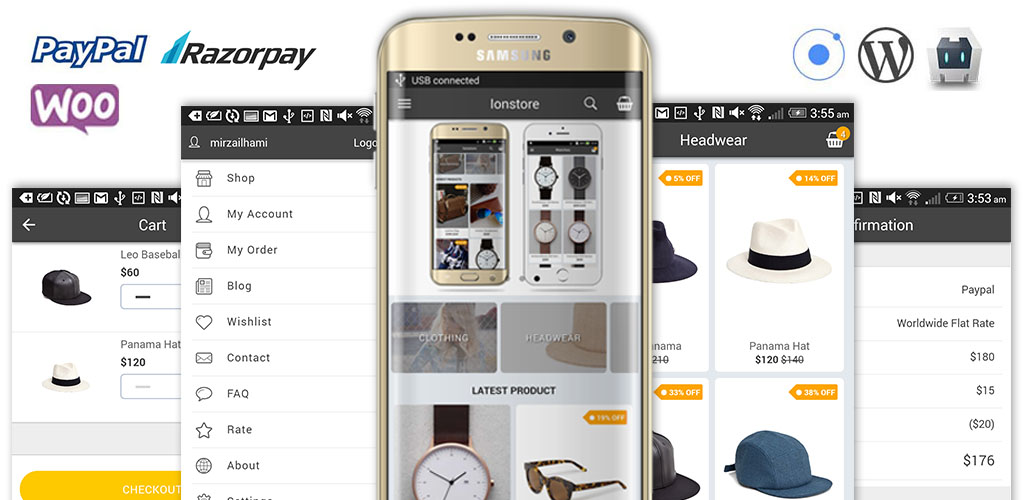 PayPal
Razorpay
WOO
SAMSUNG
USB connected
Ionstore
CLOTHING
HEADWEAR
LATEST PRODUCT
19% OFF
Cart
Leo Basebal
$60
Panama Hat
$120
CHECKOUT
mirzailhami
Logo
Shop
My Account
My Order
Blog
Wishlist
Contact
FAQ
Rate
About
Settings
3:55 am
Headwear
4
5% OFF
14% OFF
anama
210
Panama Hat
$120 $140
33% OFF
38% OFF
3:53 am
firmation
Paypal
Worldwide Flat Rate
$180
$15
($20)
$176